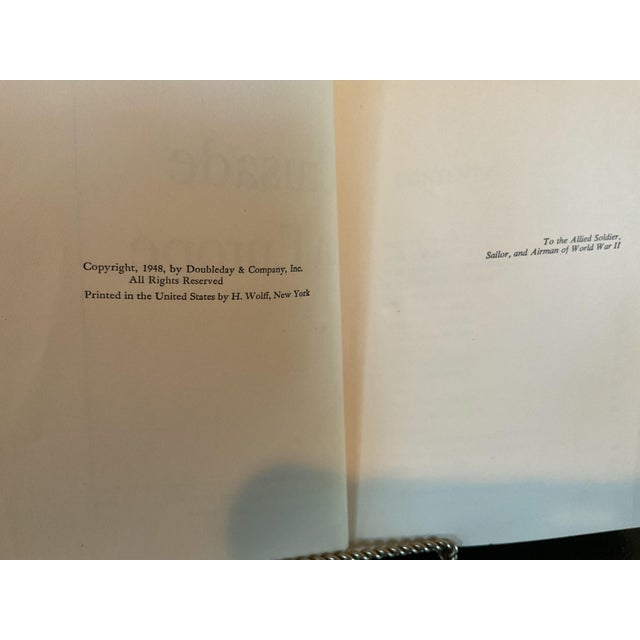 Copyright, 1948, by Doubleday & Company, Inc.
All Rights Reserved
Printed in the United States by H. Wolff, New York
To the Allied Soldier,
Sailor, and Airman of World War II